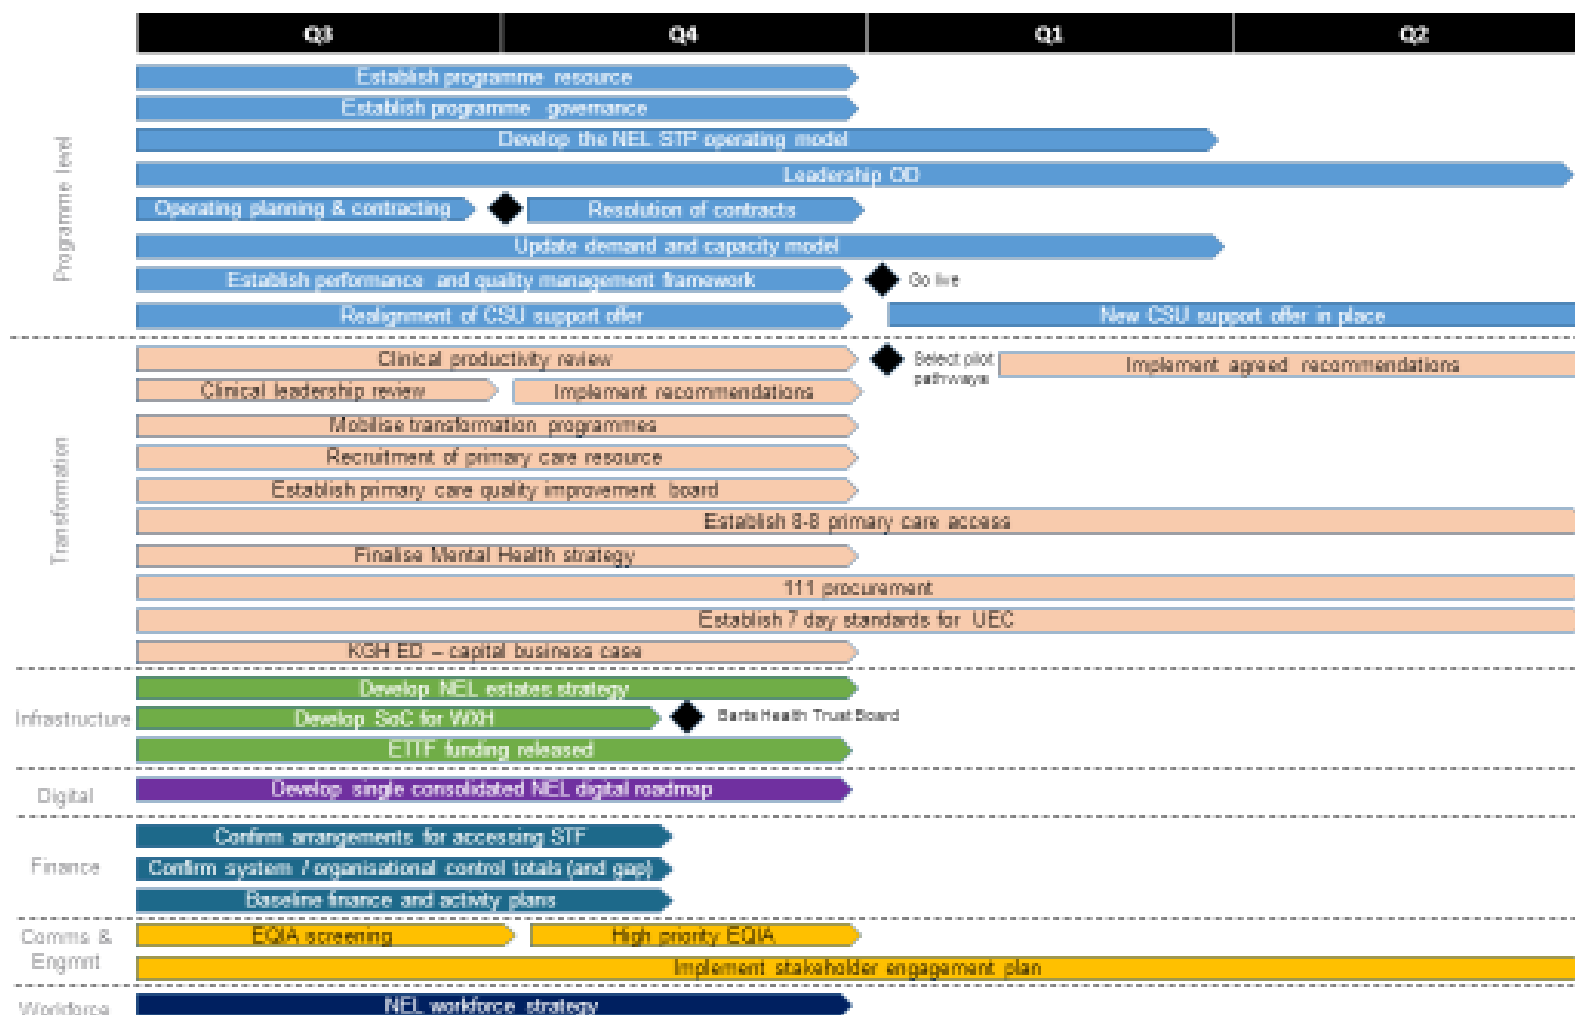 Q3 Q4 Q1 Q2
Programme level
Establish programme resource
Establish programme governance
Develop the NEL STP operating model
Leadership OD
Operating planning & contracting
Resolution of contracts
Update demand and capacity model
Establish performance and quality management framework
Go live
Realignment of CSU support offer
New CSU support offer in place
Transformation
Clinical productivity review
Select pilot
pathways
Implement agreed recommendations
Clinical leadership review
Implement recommendations
Mobilise transformation programmes
Recruitment of primary care resource
Establish primary care quality improvement board
Establish 8-8 primary care access
Finalise Mental Health strategy
111 procurement
Establish 7 day standards for UEC
KGH ED – capital business case
Infrastructure
Develop NEL estates strategy
Develop SoC for WXH
Barts Health Trust Board
ETTF funding released
Digital
Develop single consolidated NEL digital roadmap
Finance
Confirm arrangements for accessing STF
Confirm system / organisational control totals (and gap)
Baseline finance and activity plans
Comms &
Engmnt
EQIA screening
High priority EQIA
Implement stakeholder engagement plan
Workforce
NEL workforce strategy